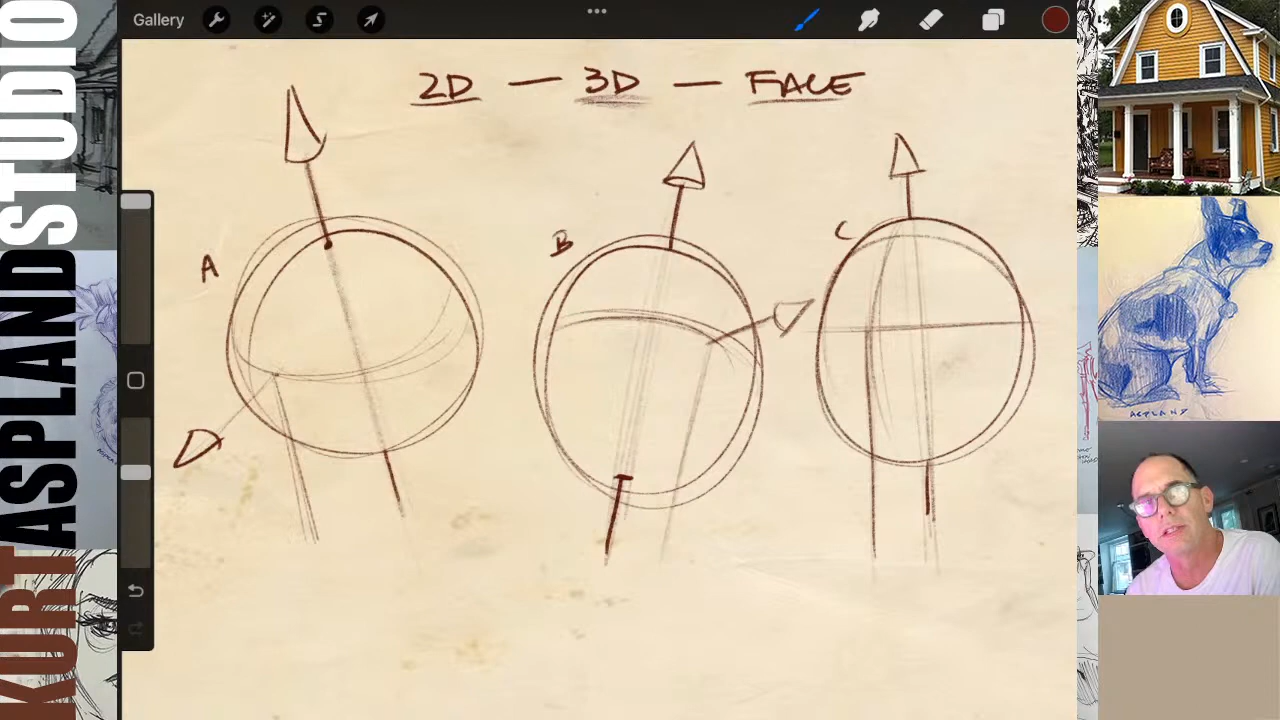 KURT ASPLAND STUDIO
Gallery
2D — 3D — FACE
A
B
C
ASPLAND